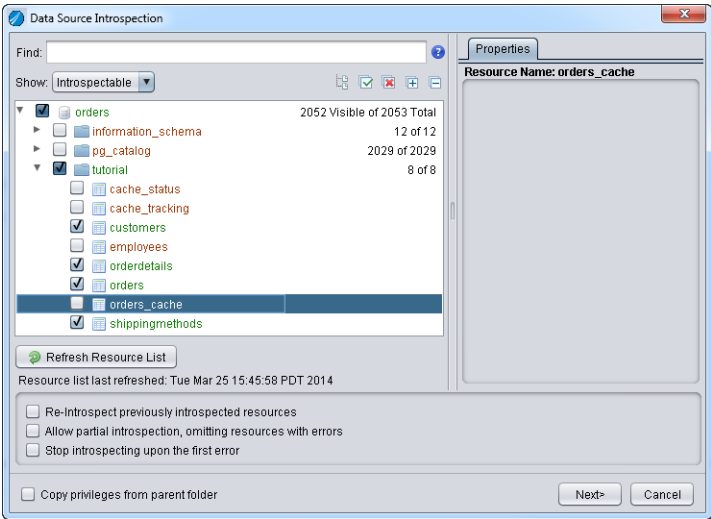 Data Source Introspection
Find:
Properties
Resource Name: orders_cache
Show: Introspectable
orders 2052 Visible of 2053 Total
information_schema 12 of 12
pg_catalog 2029 of 2029
tutorial 8 of 8
cache_status
cache_tracking
customers
employees
orderdetails
orders
orders_cache
shippingmethods
Refresh Resource List
Resource list last refreshed: Tue Mar 25 15:45:58 PDT 2014
Re-Introspect previously introspected resources
Allow partial introspection, omitting resources with errors
Stop introspecting upon the first error
Copy privileges from parent folder
Next>
Cancel